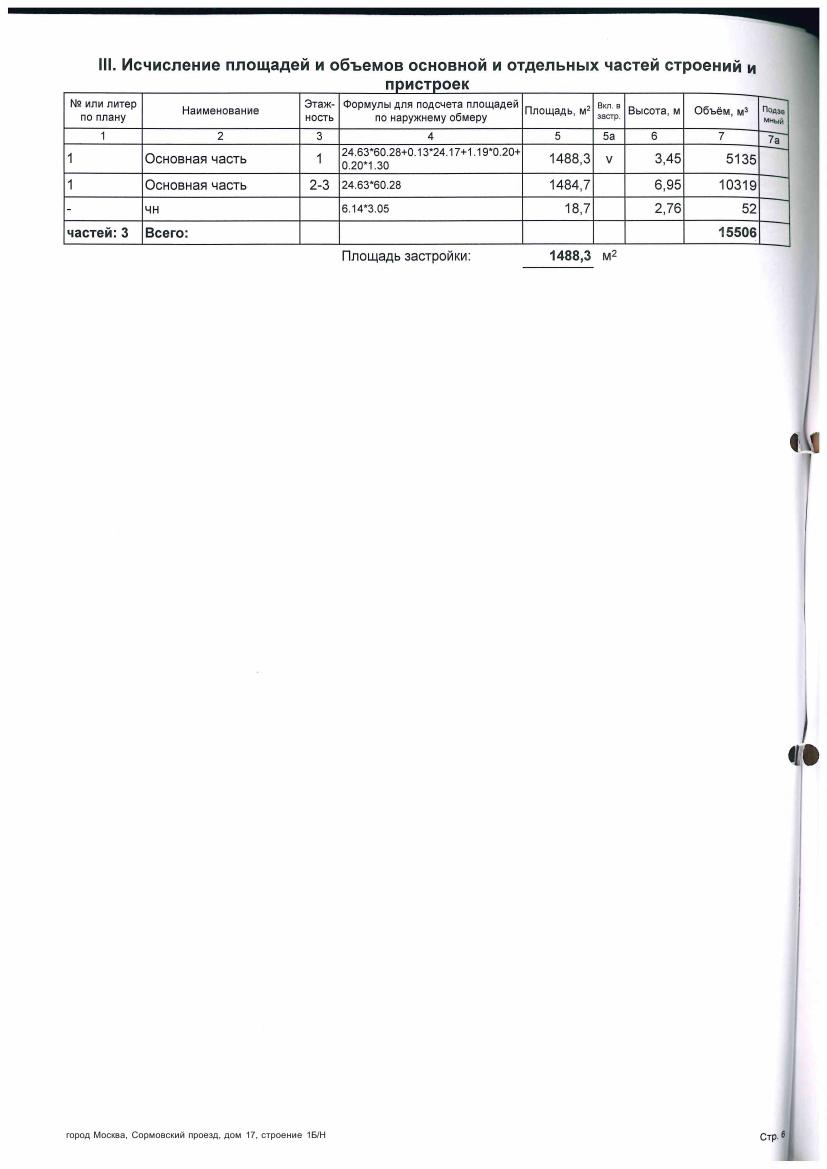 III. Исчисление площадей и объемов основной и отдельных частей строений и
пристроек
№ или литер по плану Наименование Этаж-ность Формулы для подсчета площадей по наружнему обмеру Площадь, м² Вкл. в застр. Высота, м Объём, м³ Подзе мный
1 2 3 4 5 5а 6 7 7а
1 Основная часть 1 24.63*60.28+0.13*24.17+1.19*0.20+ 0.20*1.30 1488,3 v 3,45 5135
1 Основная часть 2-3 24.63*60.28 1484,7 6,95 10319
- чн 6.14*3.05 18,7 2,76 52
частей: 3 Всего: 15506
Площадь застройки: 1488,3 м²
город Москва, Сормовский проезд, дом 17, строение 1Б/Н
Стр. 6